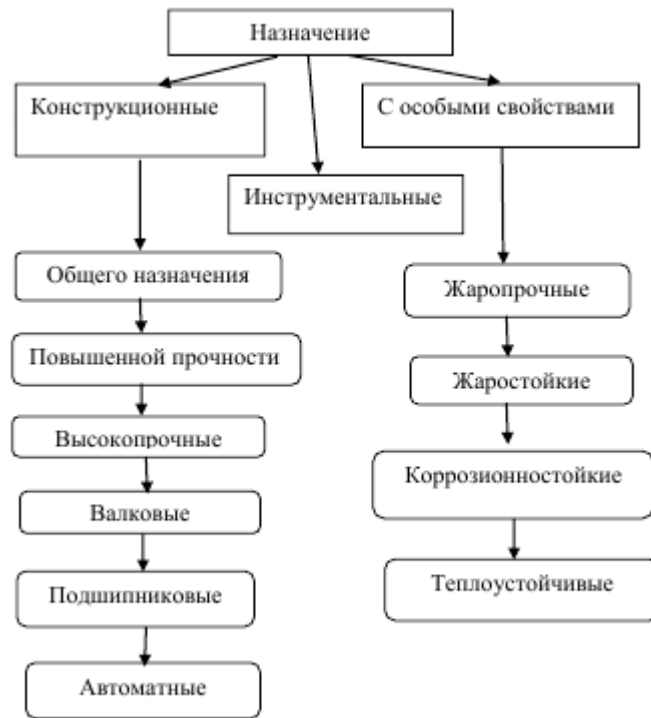 Назначение
Конструкционные
С особыми свойствами
Инструментальные
Общего назначения
Повышенной прочности
Высокопрочные
Валковые
Подшипниковые
Автоматные
Жаропрочные
Жаростойкие
Коррозионностойкие
Теплоустойчивые